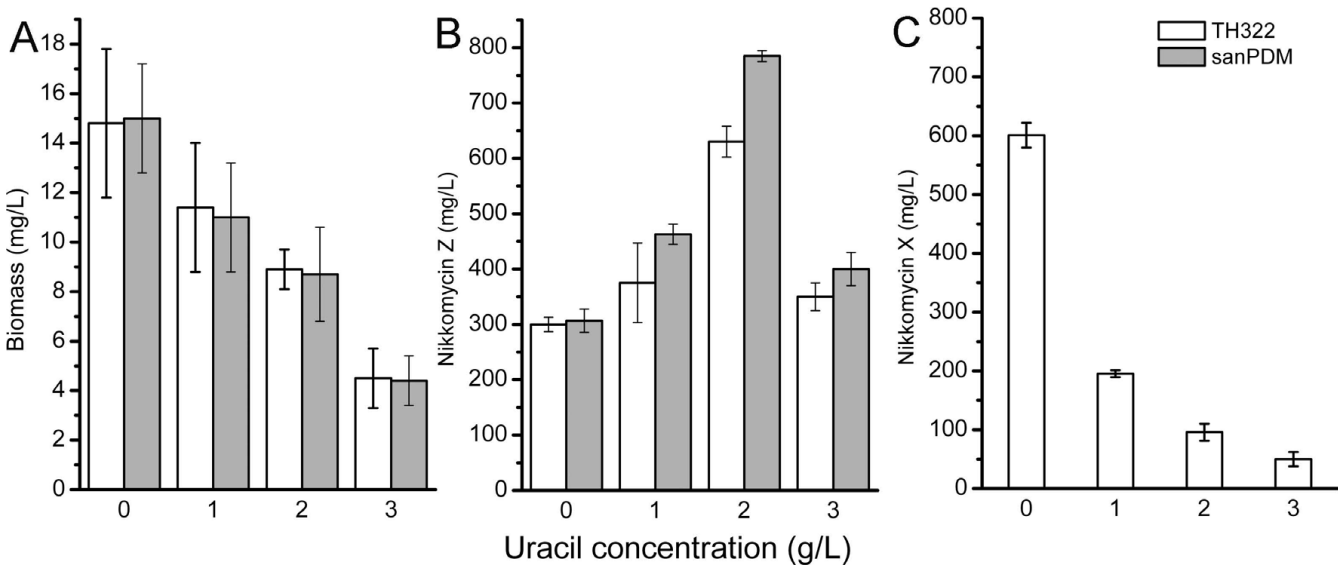 A
18
16
14
12
10
8
6
4
2
0
Biomass (mg/L)
0 1 2 3
B
800
700
600
500
400
300
200
100
0
Nikkomycin Z (mg/L)
0 1 2 3
Uracil concentration (g/L)
C
800
700
600
500
400
300
200
100
0
Nikkomycin X (mg/L)
0 1 2 3
TH322
sanPDM